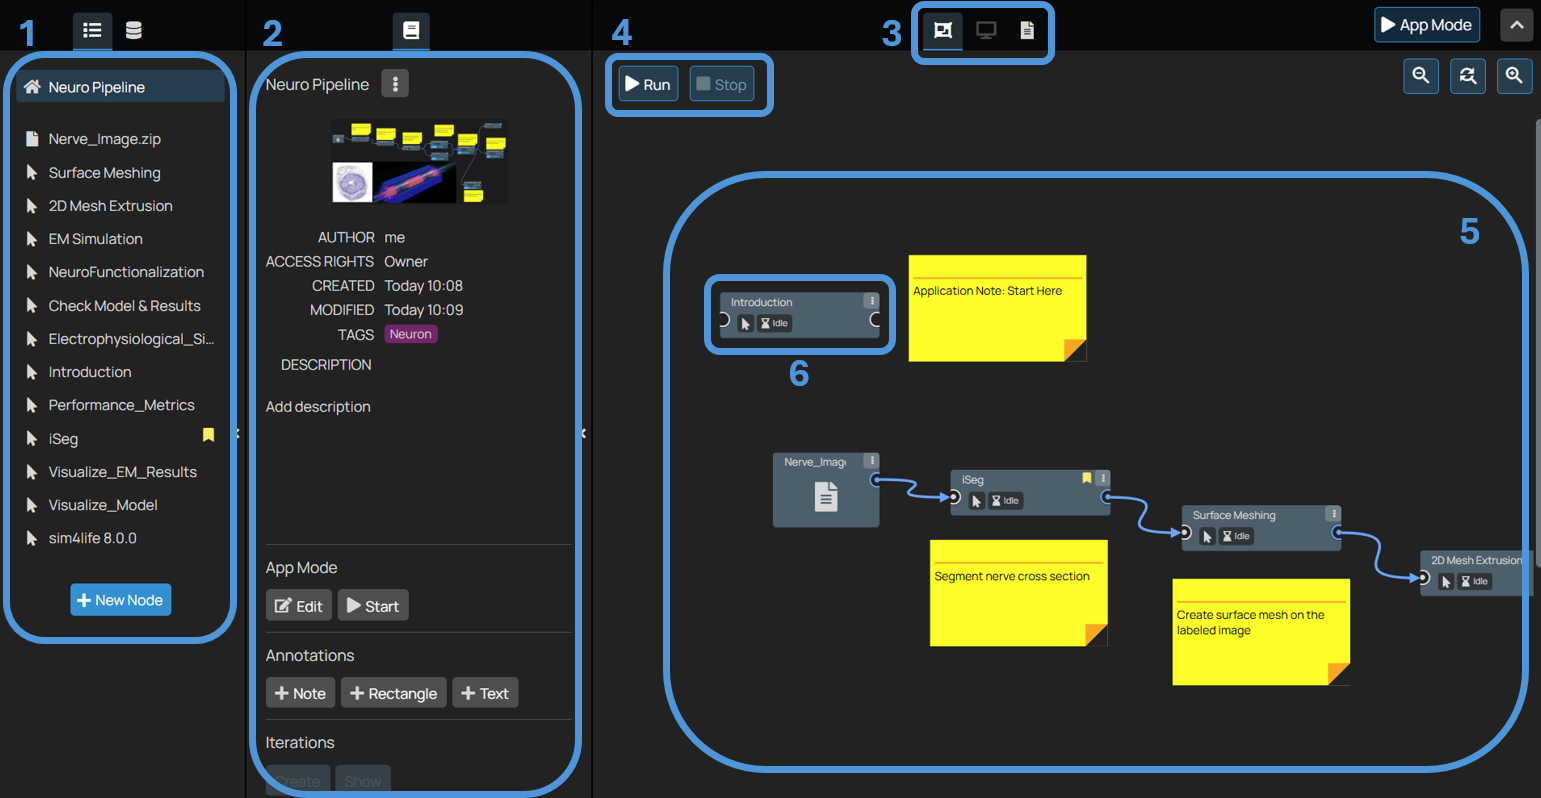 1
2
3
4
App Mode
Neuro Pipeline
Nerve_Image.zip
Surface Meshing
2D Mesh Extrusion
EM Simulation
NeuroFunctionalization
Check Model & Results
Electrophysiological_Si...
Introduction
Performance_Metrics
iSeg
Visualize_EM_Results
Visualize_Model
sim4life 8.0.0
New Node
Neuro Pipeline
AUTHOR me
ACCESS RIGHTS Owner
CREATED Today 10:08
MODIFIED Today 10:09
TAGS Neuron
DESCRIPTION
Add description
App Mode
Edit Start
Annotations
Note Rectangle Text
Iterations
Create Show
Run Stop
5
Introduction
Idle
6
Application Note: Start Here
Nerve_Imag
iSeg
Idle
Segment nerve cross section
Surface Meshing
Idle
Create surface mesh on the
labeled image
2D Mesh Extrusion
Idle